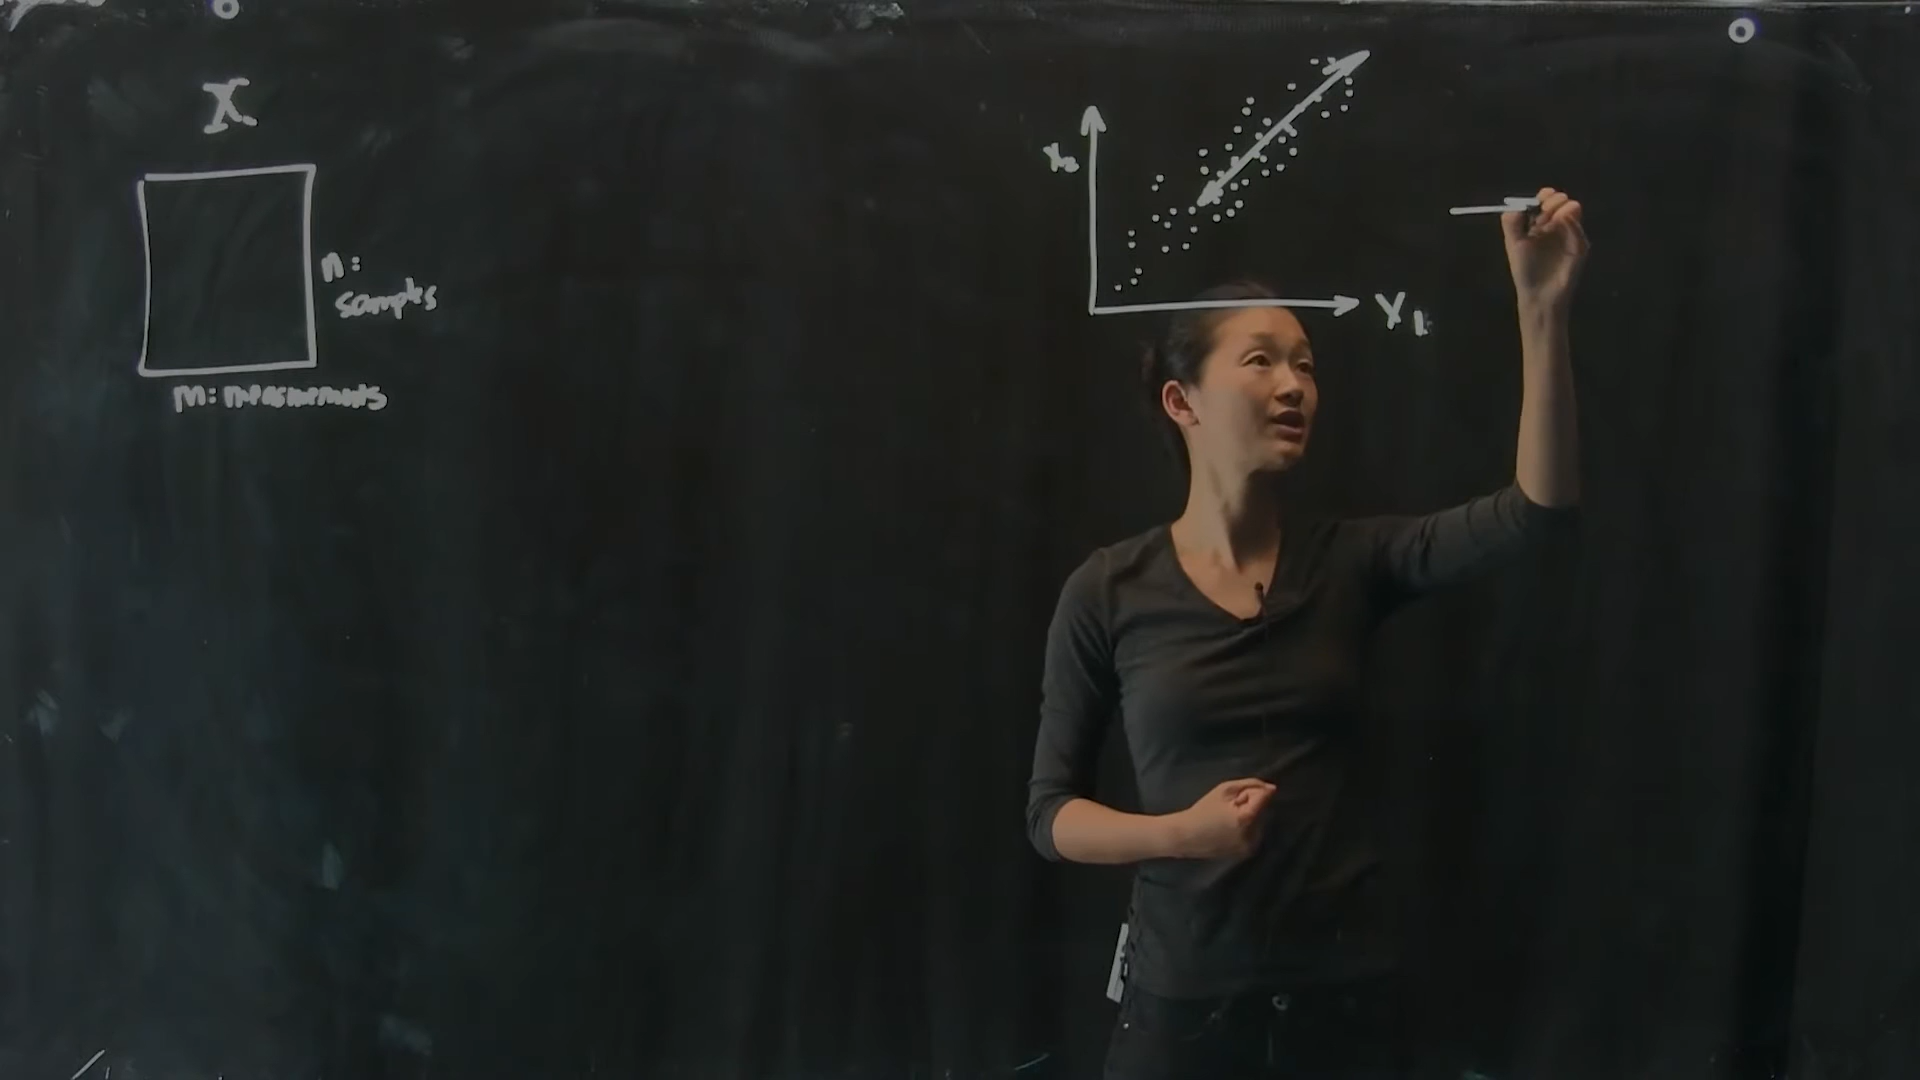 X
n:
samples
m: measurements
x₂
x₁